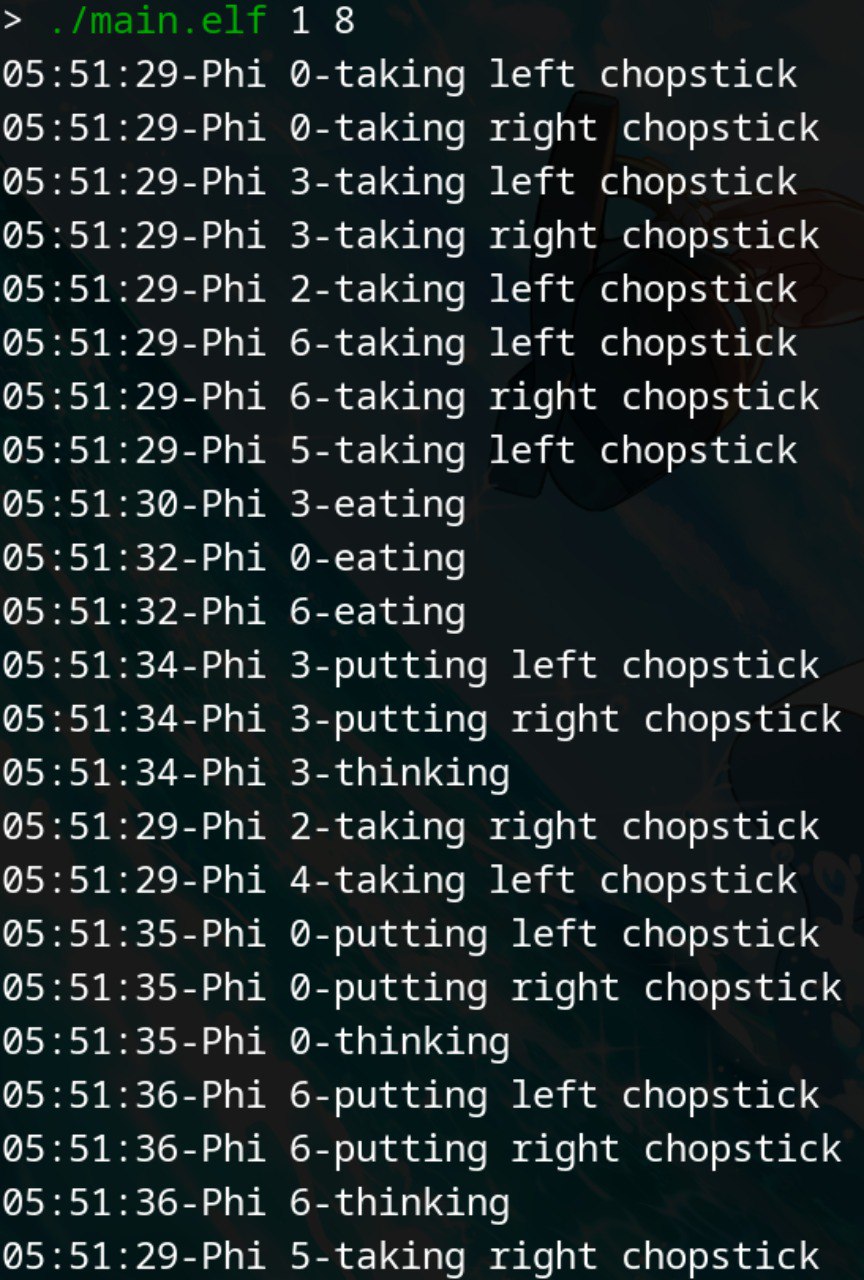 > ./main.elf 1 8
05:51:29-Phi 0-taking left chopstick
05:51:29-Phi 0-taking right chopstick
05:51:29-Phi 3-taking left chopstick
05:51:29-Phi 3-taking right chopstick
05:51:29-Phi 2-taking left chopstick
05:51:29-Phi 6-taking left chopstick
05:51:29-Phi 6-taking right chopstick
05:51:29-Phi 5-taking left chopstick
05:51:30-Phi 3-eating
05:51:32-Phi 0-eating
05:51:32-Phi 6-eating
05:51:34-Phi 3-putting left chopstick
05:51:34-Phi 3-putting right chopstick
05:51:34-Phi 3-thinking
05:51:29-Phi 2-taking right chopstick
05:51:29-Phi 4-taking left chopstick
05:51:35-Phi 0-putting left chopstick
05:51:35-Phi 0-putting right chopstick
05:51:35-Phi 0-thinking
05:51:36-Phi 6-putting left chopstick
05:51:36-Phi 6-putting right chopstick
05:51:36-Phi 6-thinking
05:51:29-Phi 5-taking right chopstick